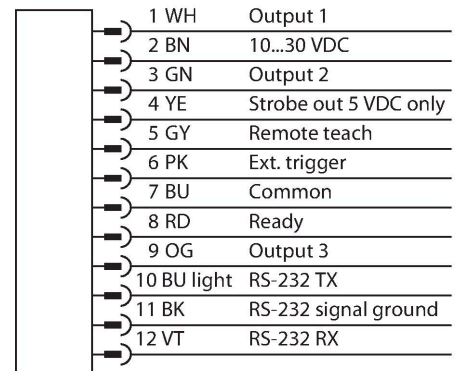 1 WH Output 1
2 BN 10...30 VDC
3 GN Output 2
4 YE Strobe out 5 VDC only
5 GY Remote teach
6 PK Ext. trigger
7 BU Common
8 RD Ready
9 OG Output 3
10 BU light RS-232 TX
11 BK RS-232 signal ground
12 VT RS-232 RX